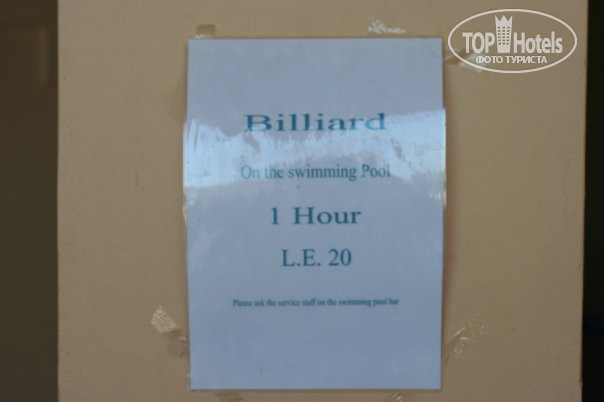 TOP Hotels
ФОТО ТУРИСТА
Billiard
On the swimming Pool
1 Hour
L.E. 20
Please ask the service staff on the swimming pool bar